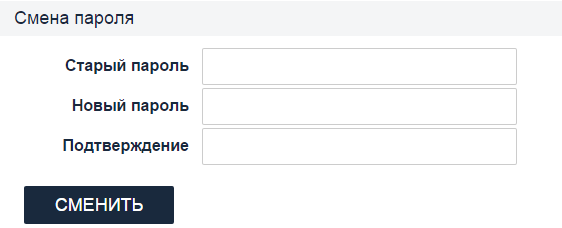 Смена пароля
Старый пароль
Новый пароль
Подтверждение
СМЕНИТЬ